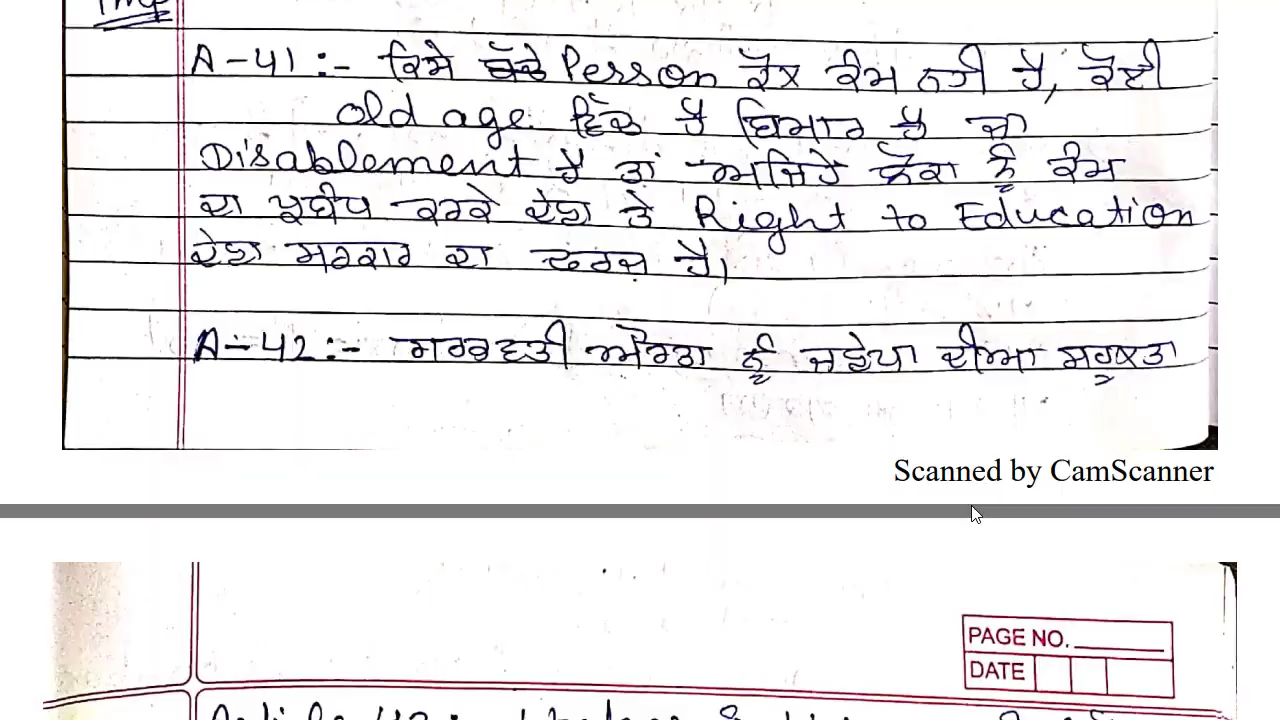 Imp
A-41:- ਕਿਸੇ Person ਕੋਲ ਕੰਮ ਨਹੀ ਹੈ, ਕੋਈ
old age ਵਿੱਚ ਹੈ ਬਿਮਾਰ ਹੈ ਜਾ
Disablement ਹੈ ਤਾਂ ਅਜਿਹੇ ਲੋਕਾ ਨੂੰ ਕੰਮ
ਦਾ ਪ੍ਰਬੰਧ ਕਰਕੇ ਦੇਣਾ ਤੇ Right to Education
ਦੇਣਾ ਸਰਕਾਰ ਦਾ ਫਰਜ਼ ਹੈ।
A-42:- ਗਰਭਵਤੀ ਔਰਤਾ ਨੂੰ ਜਣੇਪਾ ਦੀਆ ਸਹੂਲਤਾ
Scanned by CamScanner
PAGE NO.
DATE